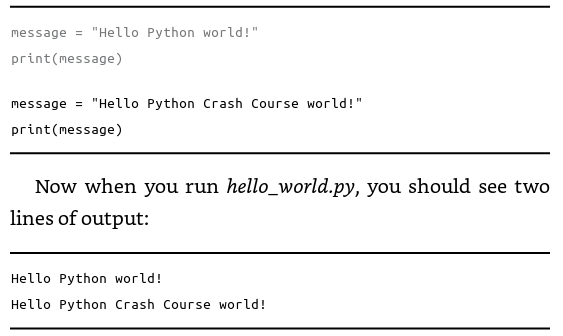 message = "Hello Python world!"
print(message)
message = "Hello Python Crash Course world!"
print(message)
Now when you run hello_world.py, you should see two
lines of output:
Hello Python world!
Hello Python Crash Course world!